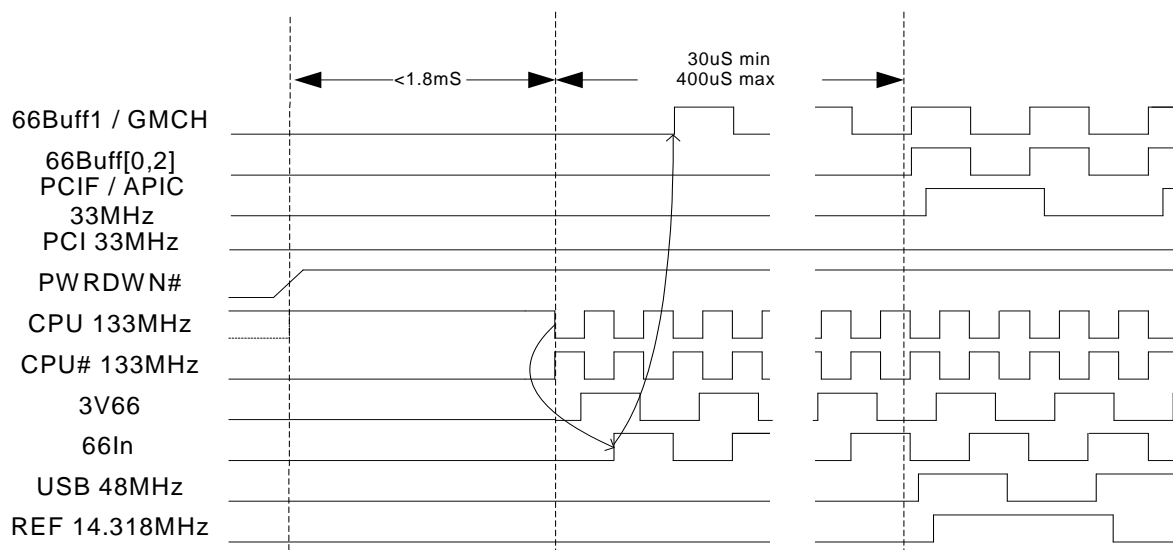 30uS min
<1.8mS
400uS max
66Buff1 / GMCH
66Buff[0,2]
PCIF / APIC
33MHz
PCI 33MHz
PWRDWN#
CPU 133MHz
CPU# 133MHz
3V66
66In
USB 48MHz
REF 14.318MHz